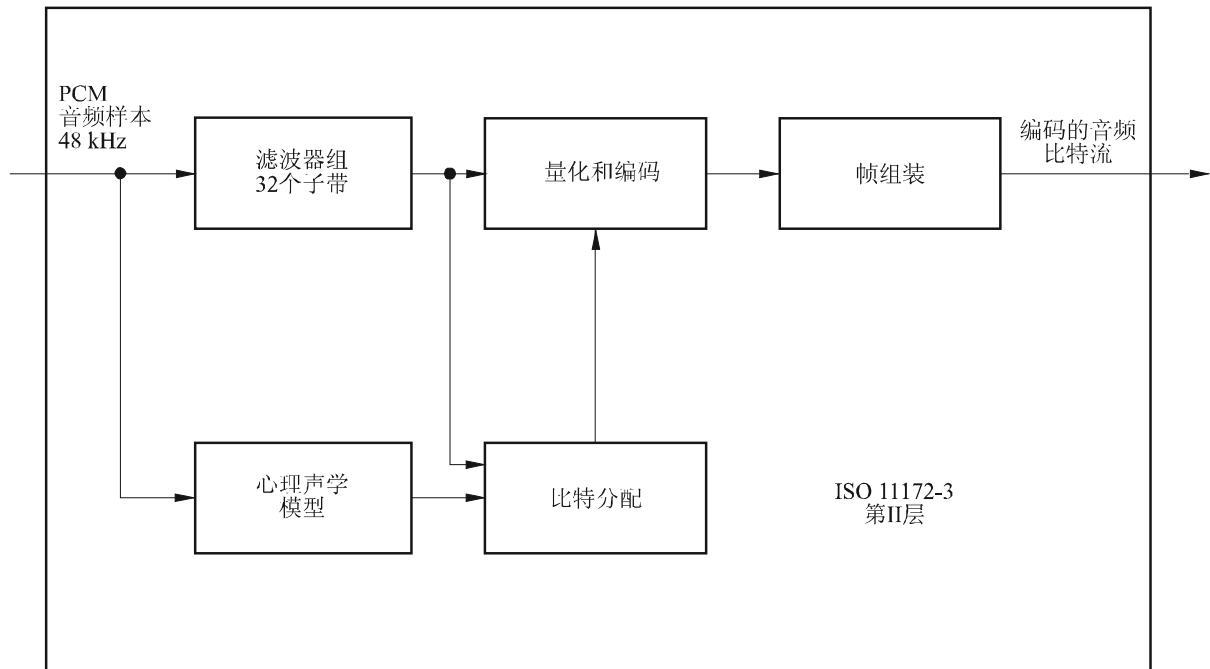 PCM
音频样本
48 kHz
滤波器组
32个子带
量化和编码
帧组装
编码的音频
比特流
心理声学
模型
比特分配
ISO 11172-3
第II层